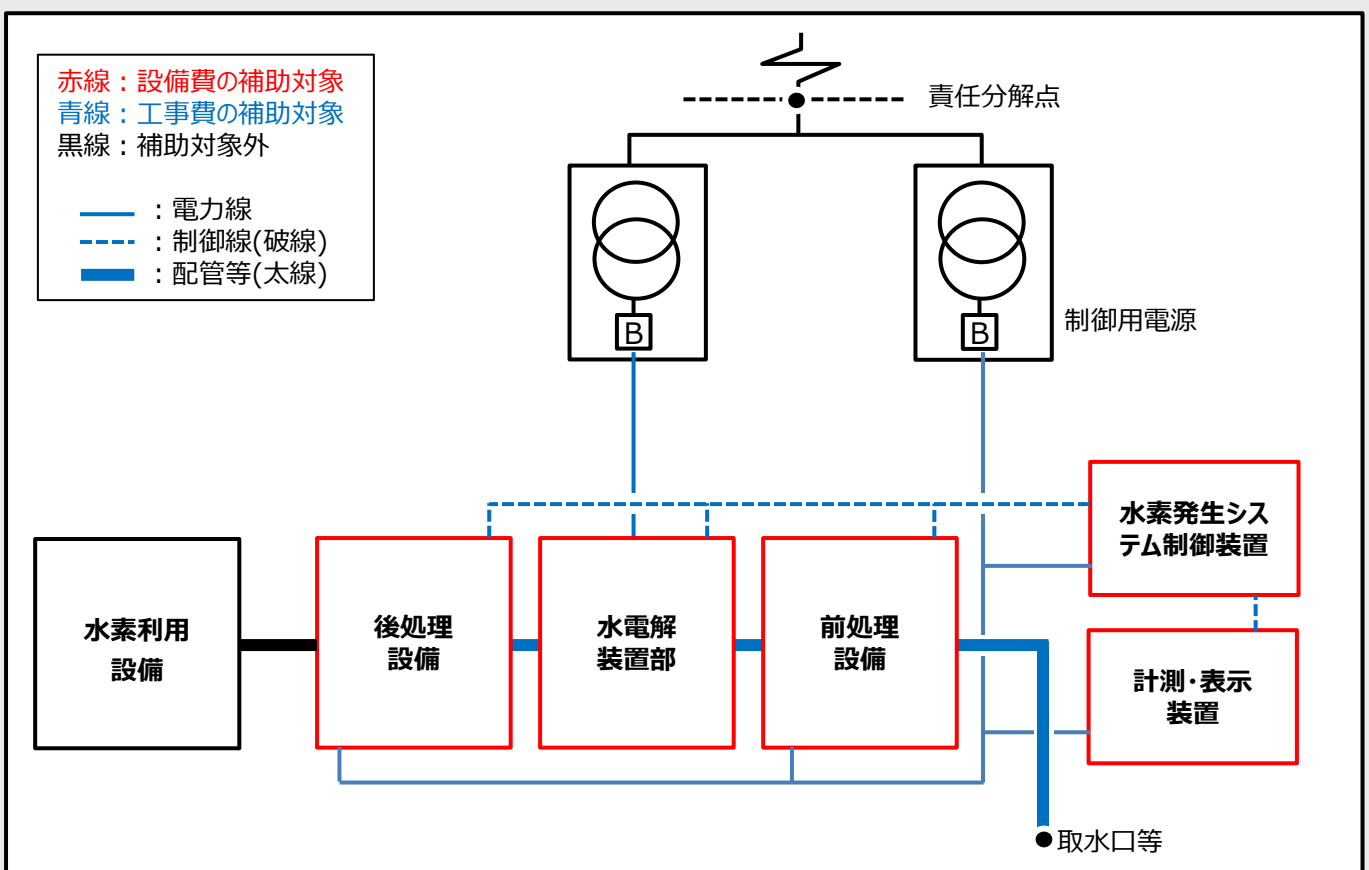 赤線：設備費の補助対象
青線：工事費の補助対象
黒線：補助対象外
：電力線
：制御線(破線)
：配管等(太線)
責任分解点
B
B
制御用電源
水素発生シス
テム制御装置
水素利用
設備
後処理
設備
水電解
装置部
前処理
設備
計測・表示
装置
取水口等